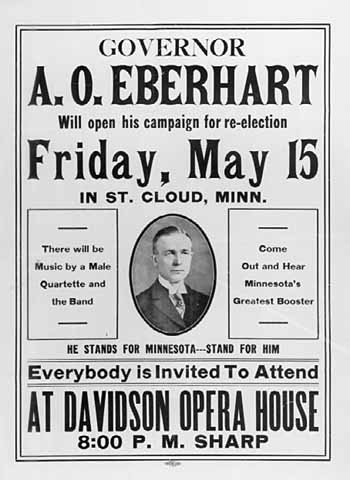 GOVERNOR
A. O. EBERHART
Will open his campaign for re-election
Friday, May 15
IN ST. CLOUD, MINN.
There will be
Music by a Male
Quartette and
the Band
Come
Out and Hear
Minnesota's
Greatest Booster
HE STANDS FOR MINNESOTA---STAND FOR HIM
Everybody is Invited To Attend
AT DAVIDSON OPERA HOUSE
8:00 P. M. SHARP